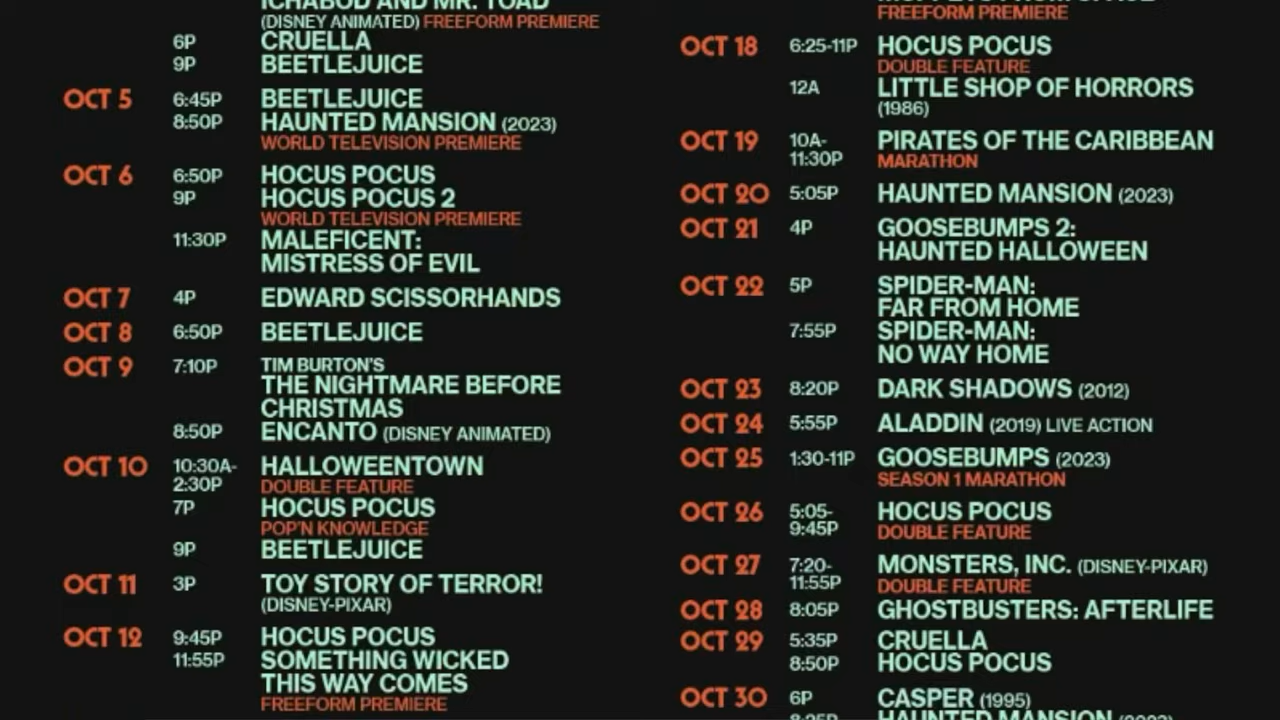 ICHABOD AND MR. TOAD
(DISNEY ANIMATED) FREEFORM PREMIERE
6P CRUELLA
9P BEETLEJUICE
OCT 5 6:45P BEETLEJUICE
8:50P HAUNTED MANSION (2023)
WORLD TELEVISION PREMIERE
OCT 6 6:50P HOCUS POCUS
9P HOCUS POCUS 2
WORLD TELEVISION PREMIERE
11:30P MALEFICENT:
MISTRESS OF EVIL
OCT 7 4P EDWARD SCISSORHANDS
OCT 8 6:50P BEETLEJUICE
OCT 9 7:10P TIM BURTON'S
THE NIGHTMARE BEFORE
CHRISTMAS
8:50P ENCANTO (DISNEY ANIMATED)
OCT 10 10:30A- HALLOWEENTOWN
2:30P DOUBLE FEATURE
7P HOCUS POCUS
POP'N KNOWLEDGE
9P BEETLEJUICE
OCT 11 3P TOY STORY OF TERROR!
(DISNEY-PIXAR)
OCT 12 9:45P HOCUS POCUS
11:55P SOMETHING WICKED
THIS WAY COMES
FREEFORM PREMIERE
FREEFORM PREMIERE
OCT 18 6:25-11P HOCUS POCUS
DOUBLE FEATURE
12A LITTLE SHOP OF HORRORS
(1986)
OCT 19 10A- PIRATES OF THE CARIBBEAN
11:30P MARATHON
OCT 20 5:05P HAUNTED MANSION (2023)
OCT 21 4P GOOSEBUMPS 2:
HAUNTED HALLOWEEN
OCT 22 5P SPIDER-MAN:
FAR FROM HOME
7:55P SPIDER-MAN:
NO WAY HOME
OCT 23 8:20P DARK SHADOWS (2012)
OCT 24 5:55P ALADDIN (2019) LIVE ACTION
OCT 25 1:30-11P GOOSEBUMPS (2023)
SEASON 1 MARATHON
OCT 26 5:05- HOCUS POCUS
9:45P DOUBLE FEATURE
OCT 27 7:20- MONSTERS, INC. (DISNEY-PIXAR)
11:55P DOUBLE FEATURE
OCT 28 8:05P GHOSTBUSTERS: AFTERLIFE
OCT 29 5:35P CRUELLA
8:50P HOCUS POCUS
OCT 30 6P CASPER (1995)
HAUNTED MANSION (2023)